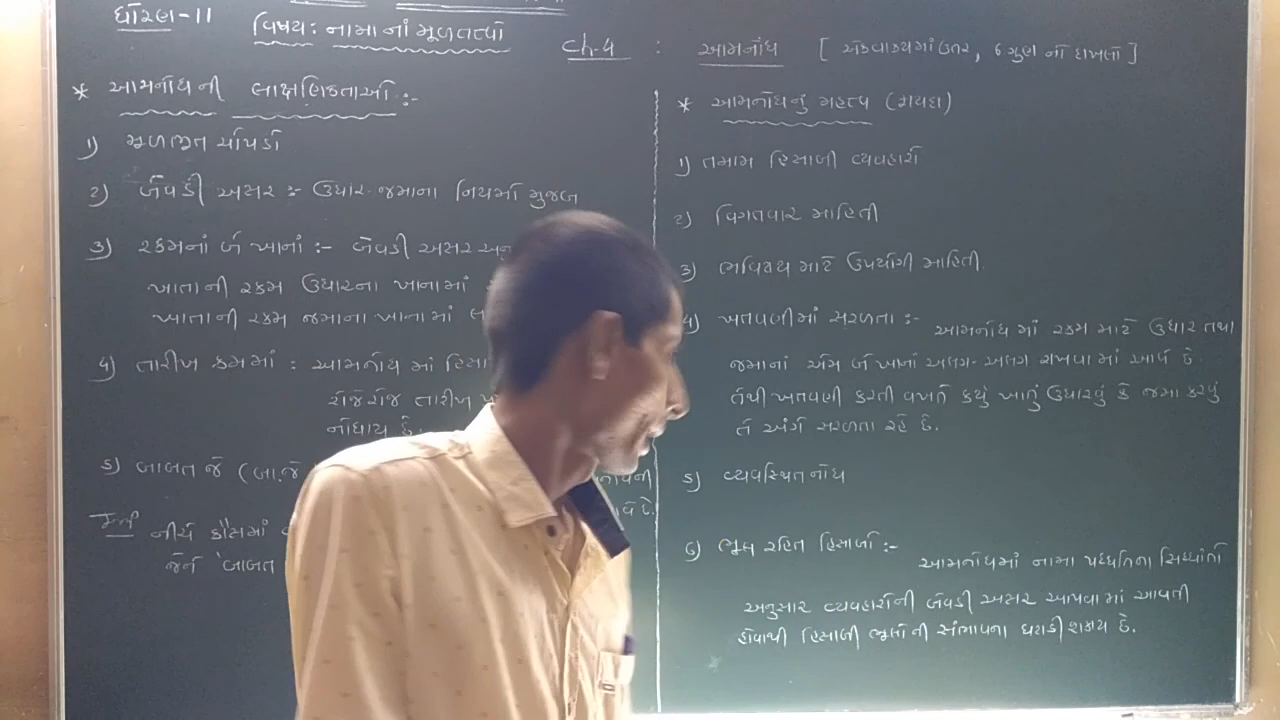 ધોરણ-11
વિષય: નામાનાં મૂળતત્વો
Ch-4 : આમનોંધ [ એકવાક્યમાં ઉત્તર, 6 ગુણ નો દાખલો ]
* આમનોંધની લાક્ષણિકતાઓ :-
1) મૂળભૂત ચોપડો
2) બેવડી અસર :- ઉધાર-જમાના નિયમો મુજબ
3) રકમનાં બે ખાનાં :- બેવડી અસર
ખાતાની રકમ ઉધારના ખાનામાં
ખાતાની રકમ જમાના ખાનામાં
4) તારીખ ક્રમમાં : આમનોંધ માં
રોજેરોજ તારીખ
નોંધાય છે.
5) બાબત જે (બા.જે
નીચે કૌંસમાં
જેને 'બાબત
* આમનોંધનું મહત્વ (ફાયદા)
1) તમામ હિસાબી વ્યવહારો
2) વિગતવાર માહિતી
3) ભવિષ્ય માટે ઉપયોગી માહિતી
4) ખતવણીમાં સરળતા :- આમનોંધ માં રકમ માટે ઉધાર તથા
જમાનાં એમ બે ખાનાં અલગ-અલગ રાખવામાં આવે છે
તેથી ખતવણી કરતી વખતે કયું ખાતું ઉધારવું કે જમા કરવું
તે અંગે સરળતા રહે છે.
5) વ્યવસ્થિત નોંધ
6) ભૂલ રહિત હિસાબો :- આમનોંધમાં નામા પદ્ધતિના સિધ્ધાંતો
અનુસાર વ્યવહારોની બેવડી અસર આપવામાં આવતી
હોવાથી હિસાબી ભૂલોની સંભાવના ઘટાડી શકાય છે.